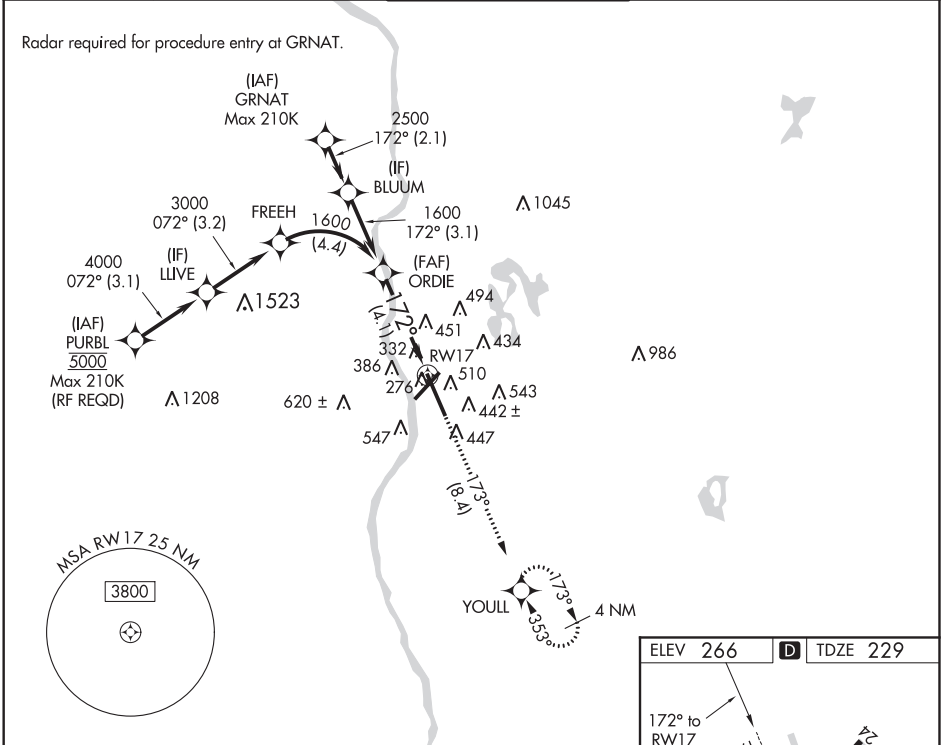 Radar required for procedure entry at GRNAT.
(IAF)
GRNAT
Max 210K
2500
172° (2.1)
(IF)
BLUUM
1045
3000
072° (3.2)
FREEH
1600
(4.4)
1600
172° (3.1)
4000
072° (3.1)
(IF)
LLIVE
(FAF)
ORDIE
1523
172°
(4.1)
494
451
(IAF)
PURBL
5000
Max 210K
(RF REQD)
434
332
RW17
986
386
276
510
543
1208
620 ±
442 ±
547
447
173°
(8.4)
MSA RW17 25 NM
3800
YOULL
173°
353°
4 NM
ELEV 266
D
TDZE 229
172° to
RW17
24